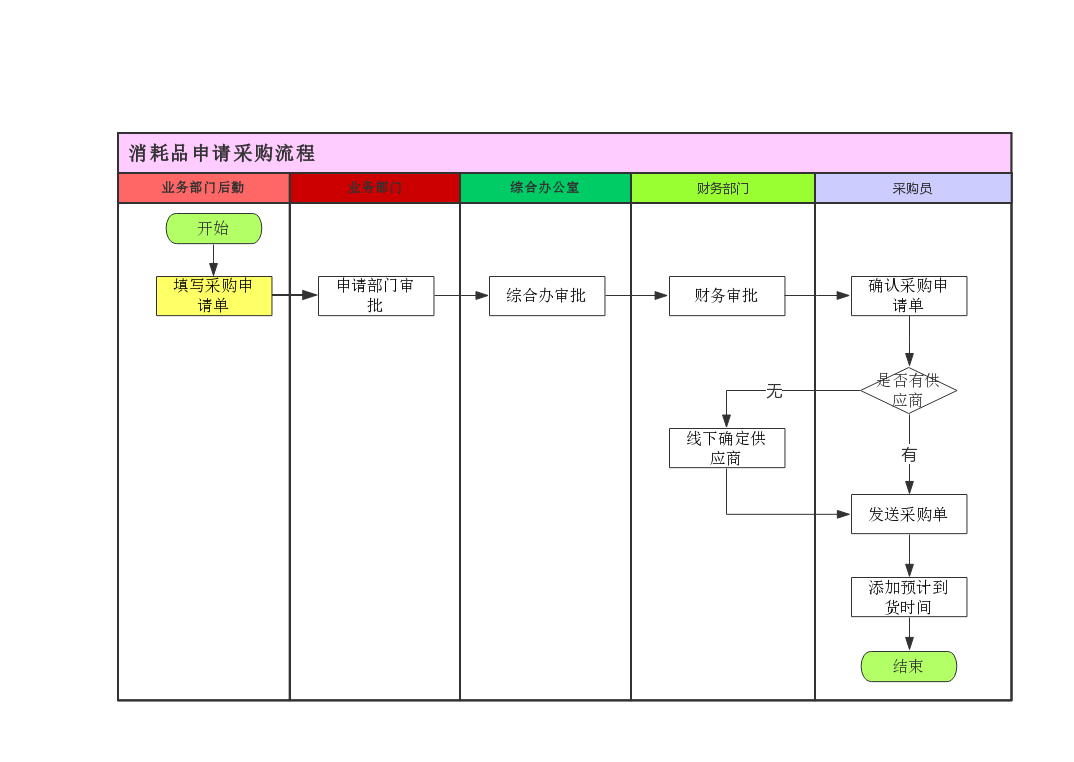 消耗品申请采购流程
业务部门后勤
业务部门
综合办公室
财务部门
采购员
开始
填写采购申
请单
申请部门审
批
综合办审批
财务审批
确认采购申
请单
是否有供
应商
无
线下确定供
应商
有
发送采购单
添加预计到
货时间
结束